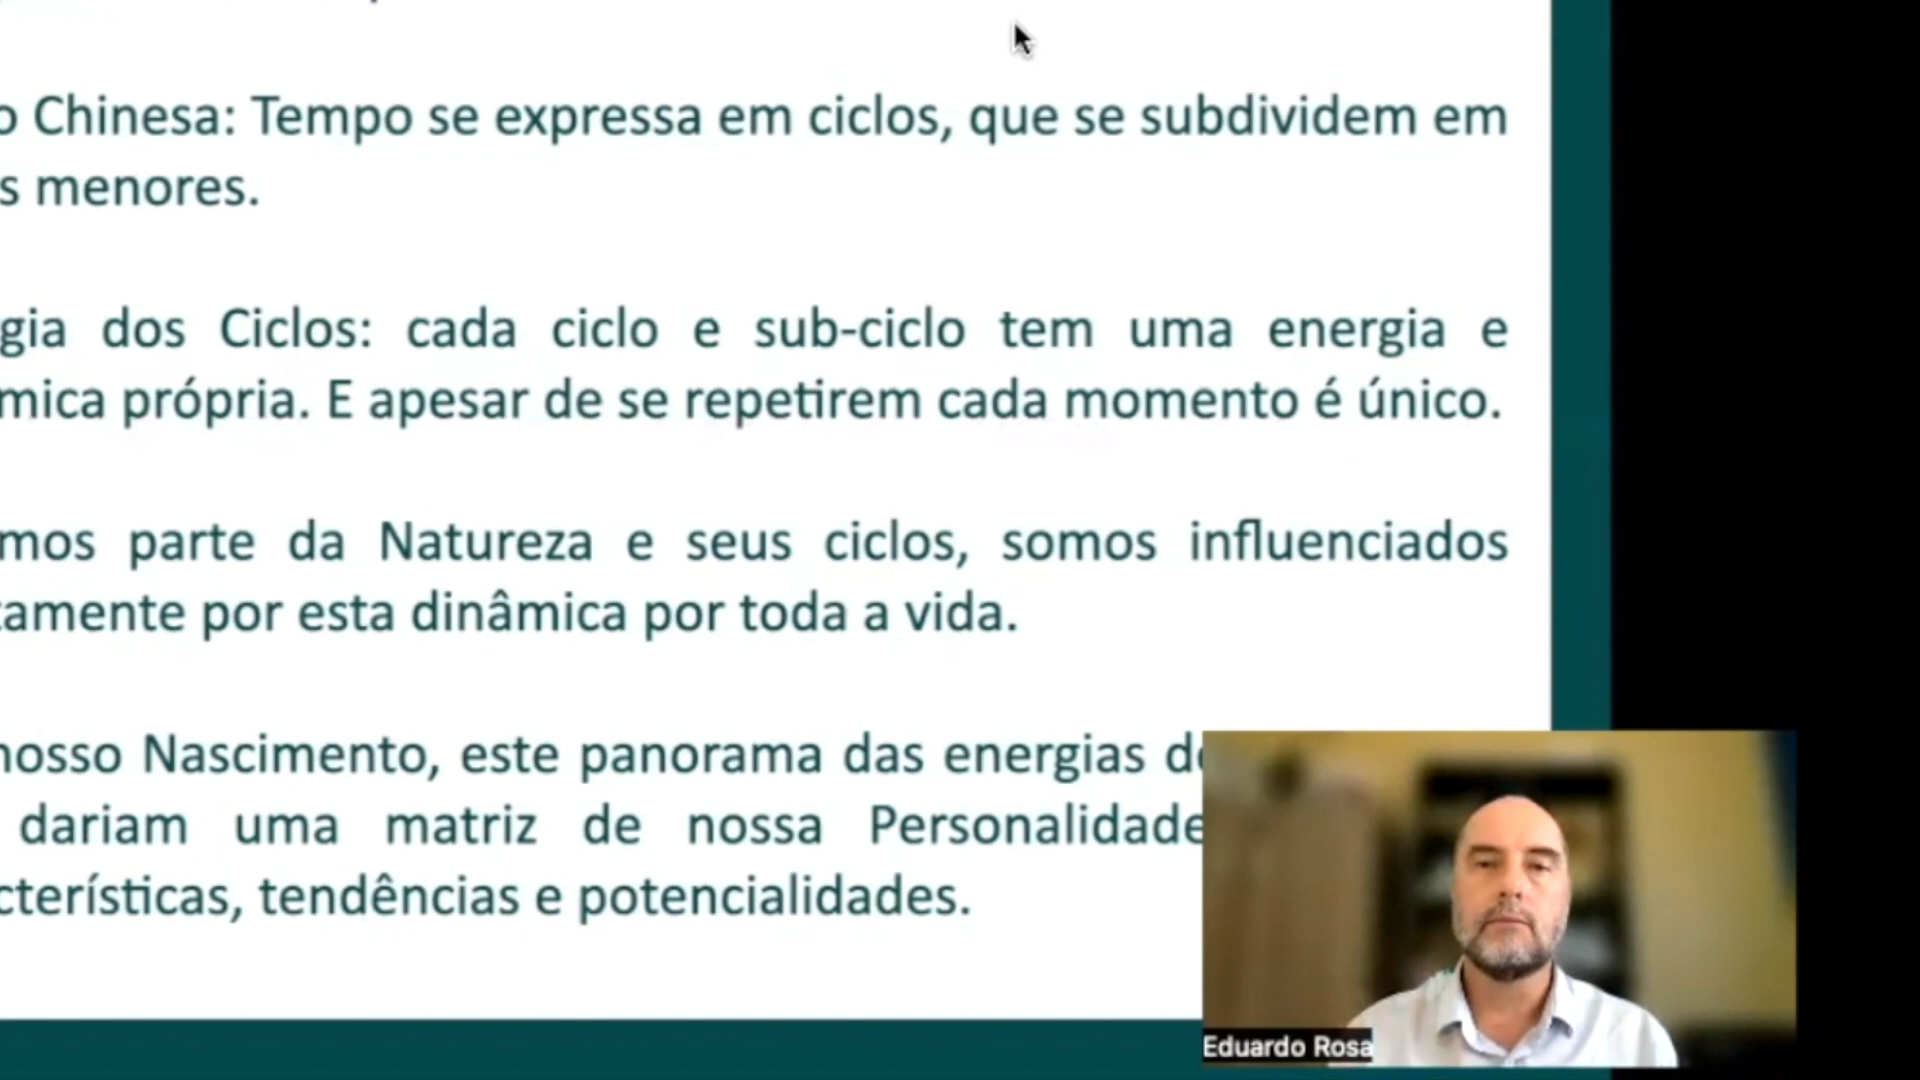 o Chinesa: Tempo se expressa em ciclos, que se subdividem em
s menores.
gia dos Ciclos: cada ciclo e sub-ciclo tem uma energia e
mica própria. E apesar de se repetirem cada momento é único.
mos parte da Natureza e seus ciclos, somos influenciados
tamente por esta dinâmica por toda a vida.
nosso Nascimento, este panorama das energias d
dariam uma matriz de nossa Personalidade
cterísticas, tendências e potencialidades.
Eduardo Rosa